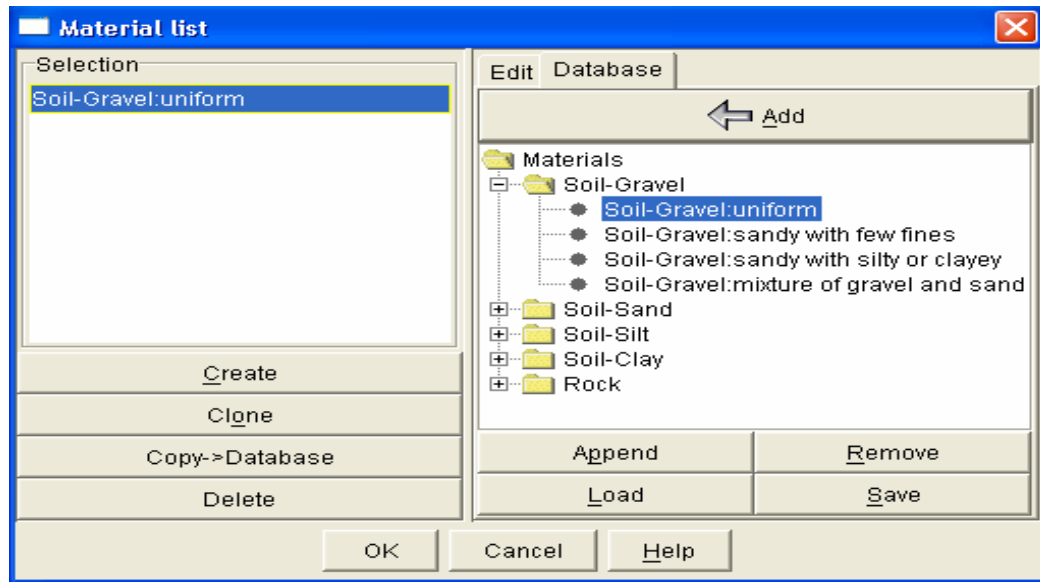 Material list
Selection
Soil-Gravel:uniform
Create
Clone
Copy->Database
Delete
Edit Database
Add
Materials
Soil-Gravel
Soil-Gravel:uniform
Soil-Gravel:sandy with few fines
Soil-Gravel:sandy with silty or clayey
Soil-Gravel:mixture of gravel and sand
Soil-Sand
Soil-Silt
Soil-Clay
Rock
Append Remove
Load Save
OK Cancel Help